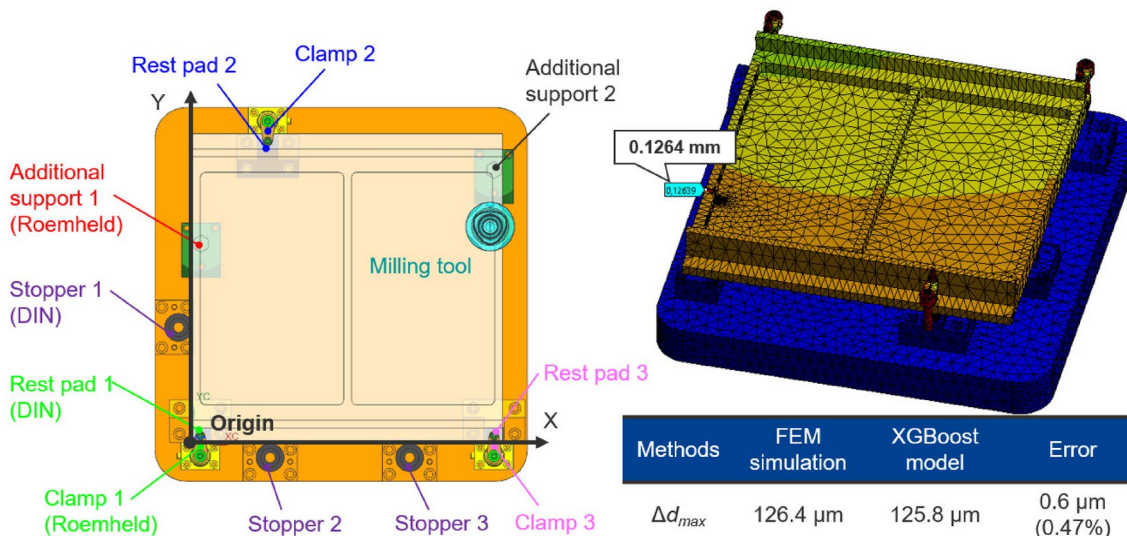 Clamp 2
Rest pad 2
Y
Additional
support 2
Additional
support 1
(Roemheld)
Milling tool
Stopper 1
(DIN)
Rest pad 1
(DIN)
YC
Origin
XC
X
Rest pad 3
Clamp 1
(Roemheld)
Stopper 2
Stopper 3
Clamp 3
0.1264 mm
0,12639
Methods
FEM
simulation
XGBoost
model
Error
Δdmax
126.4 µm
125.8 µm
0.6 µm
(0.47%)